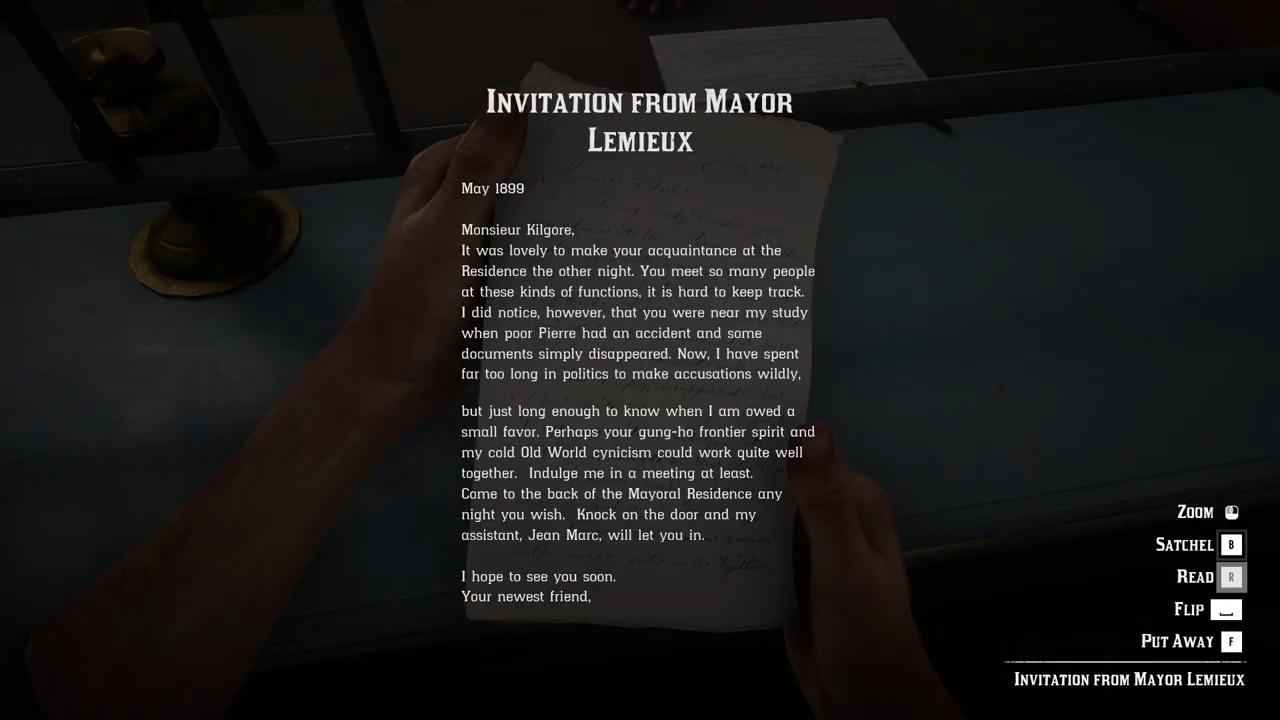 Invitation from Mayor
Lemieux
May 1899
Monsieur Kilgore,
It was lovely to make your acquaintance at the
Residence the other night. You meet so many people
at these kinds of functions, it is hard to keep track.
I did notice, however, that you were near my study
when poor Pierre had an accident and some
documents simply disappeared. Now, I have spent
far too long in politics to make accusations wildly,
but just long enough to know when I am owed a
small favor. Perhaps your gung-ho frontier spirit and
my cold Old World cynicism could work quite well
together. Indulge me in a meeting at least.
Come to the back of the Mayoral Residence any
night you wish. Knock on the door and my
assistant, Jean Marc, will let you in.
I hope to see you soon.
Your newest friend,
Zoom
Satchel B
Read R
Flip
Put Away F
Invitation from Mayor Lemieux